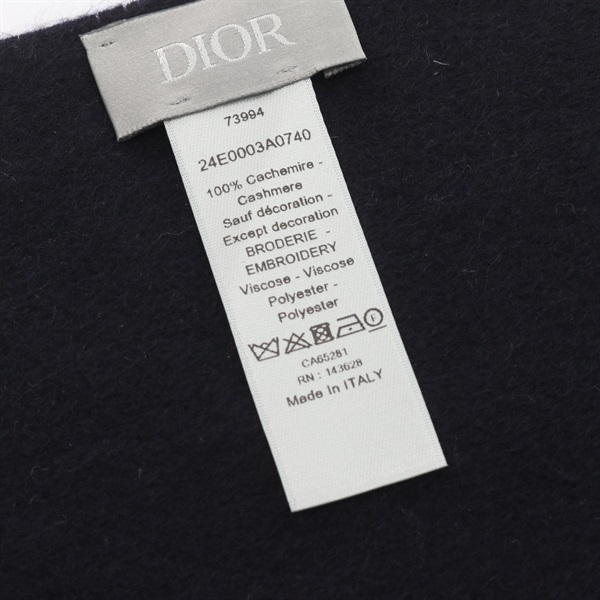 DIOR
73994
24E0003A0740
100% Cachemire -
Cashmere
Sauf décoration -
Except decoration
BRODERIE -
EMBROIDERY
Viscose - Viscose
Polyester -
Polyester
F
CA65281
RN : 143628
Made in ITALY